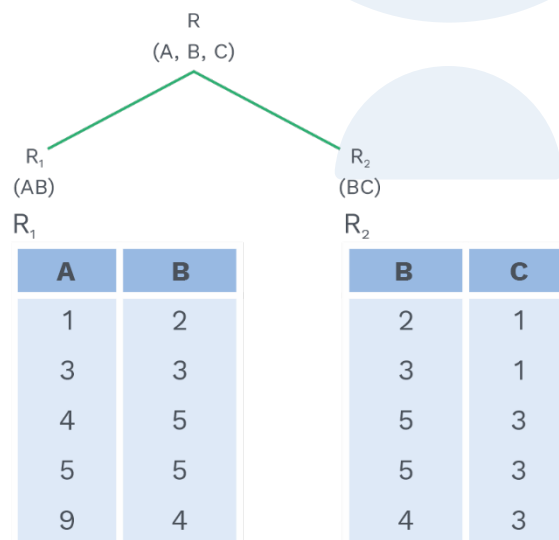 R
(A, B, C)
R₁ R₂
(AB) (BC)
R₁ R₂
A B B C
1 2 2 1
3 3 3 1
4 5 5 3
5 5 5 3
9 4 4 3